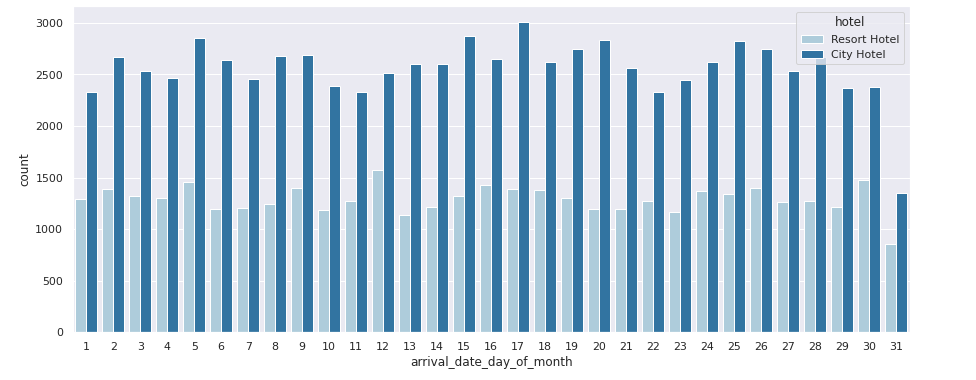 3000
2500
2000
1500
1000
500
0
count
hotel
Resort Hotel
City Hotel
1 2 3 4 5 6 7 8 9 10 11 12 13 14 15 16 17 18 19 20 21 22 23 24 25 26 27 28 29 30 31
arrival_date_day_of_month